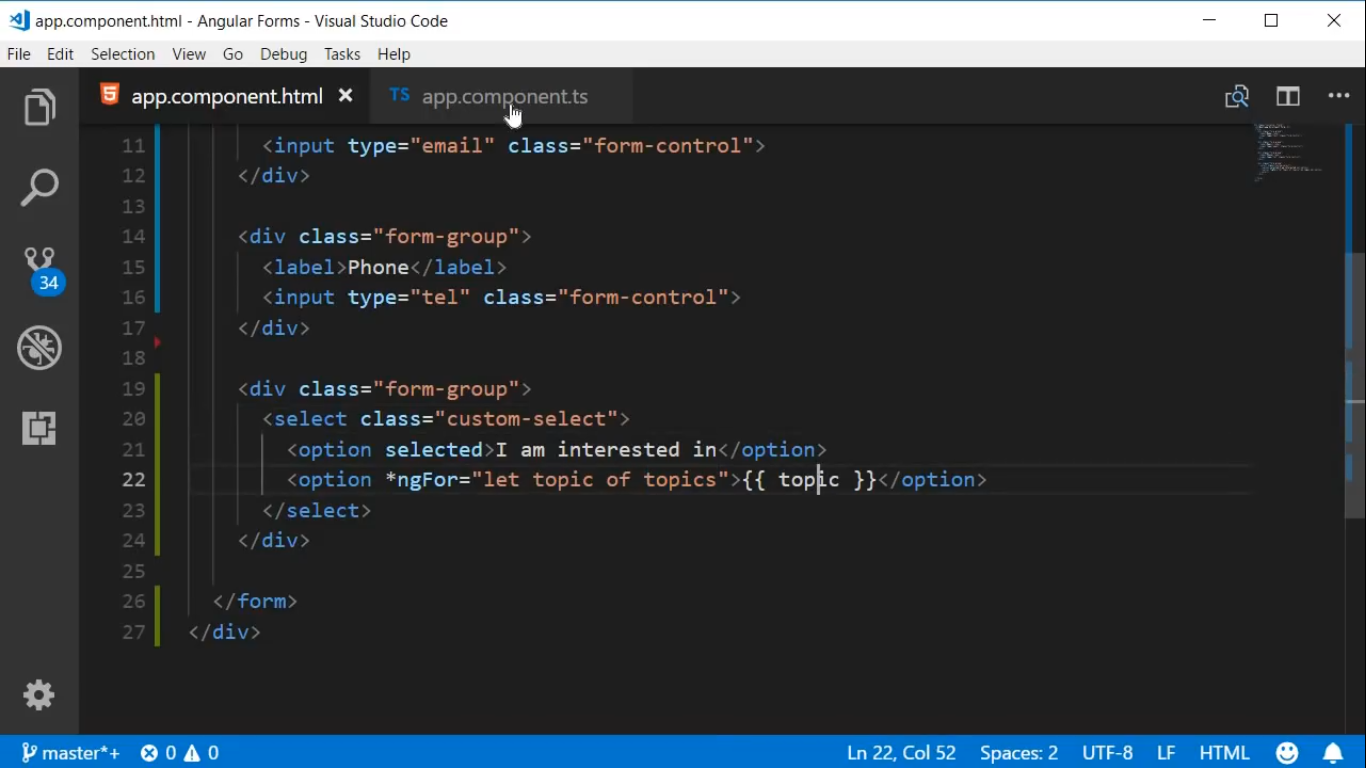 app.component.html - Angular Forms - Visual Studio Code
File Edit Selection View Go Debug Tasks Help
app.component.html TS app.component.ts
11 <input type="email" class="form-control">
12 </div>
13
14 <div class="form-group">
15 <label>Phone</label>
16 <input type="tel" class="form-control">
17 </div>
18
19 <div class="form-group">
20 <select class="custom-select">
21 <option selected>I am interested in</option>
22 <option *ngFor="let topic of topics">{{ topic }}</option>
23 </select>
24 </div>
25
26 </form>
27 </div>
34
master*+ 0 0 Ln 22, Col 52 Spaces: 2 UTF-8 LF HTML